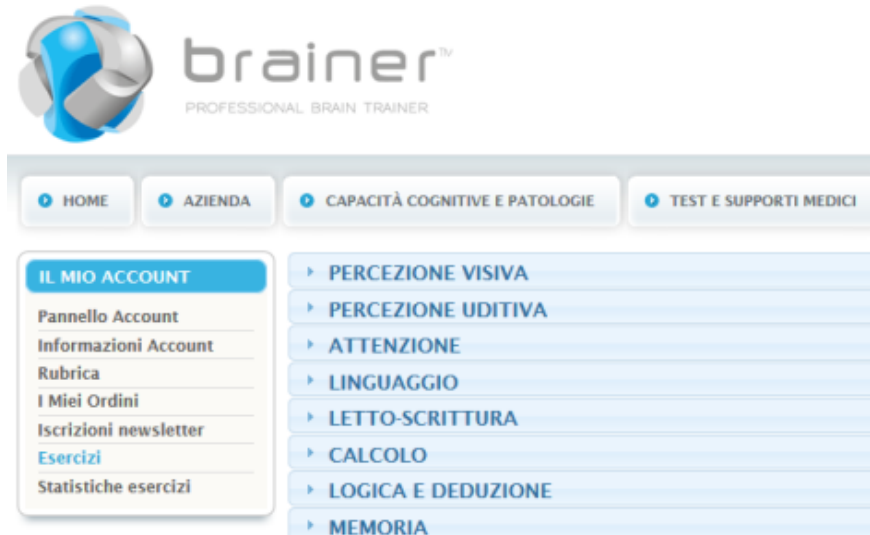 brainer™
PROFESSIONAL BRAIN TRAINER
HOME
AZIENDA
CAPACITÀ COGNITIVE E PATOLOGIE
TEST E SUPPORTI MEDICI
IL MIO ACCOUNT
Pannello Account
Informazioni Account
Rubrica
I Miei Ordini
Iscrizioni newsletter
Esercizi
Statistiche esercizi
PERCEZIONE VISIVA
PERCEZIONE UDITIVA
ATTENZIONE
LINGUAGGIO
LETTO-SCRITTURA
CALCOLO
LOGICA E DEDUZIONE
MEMORIA